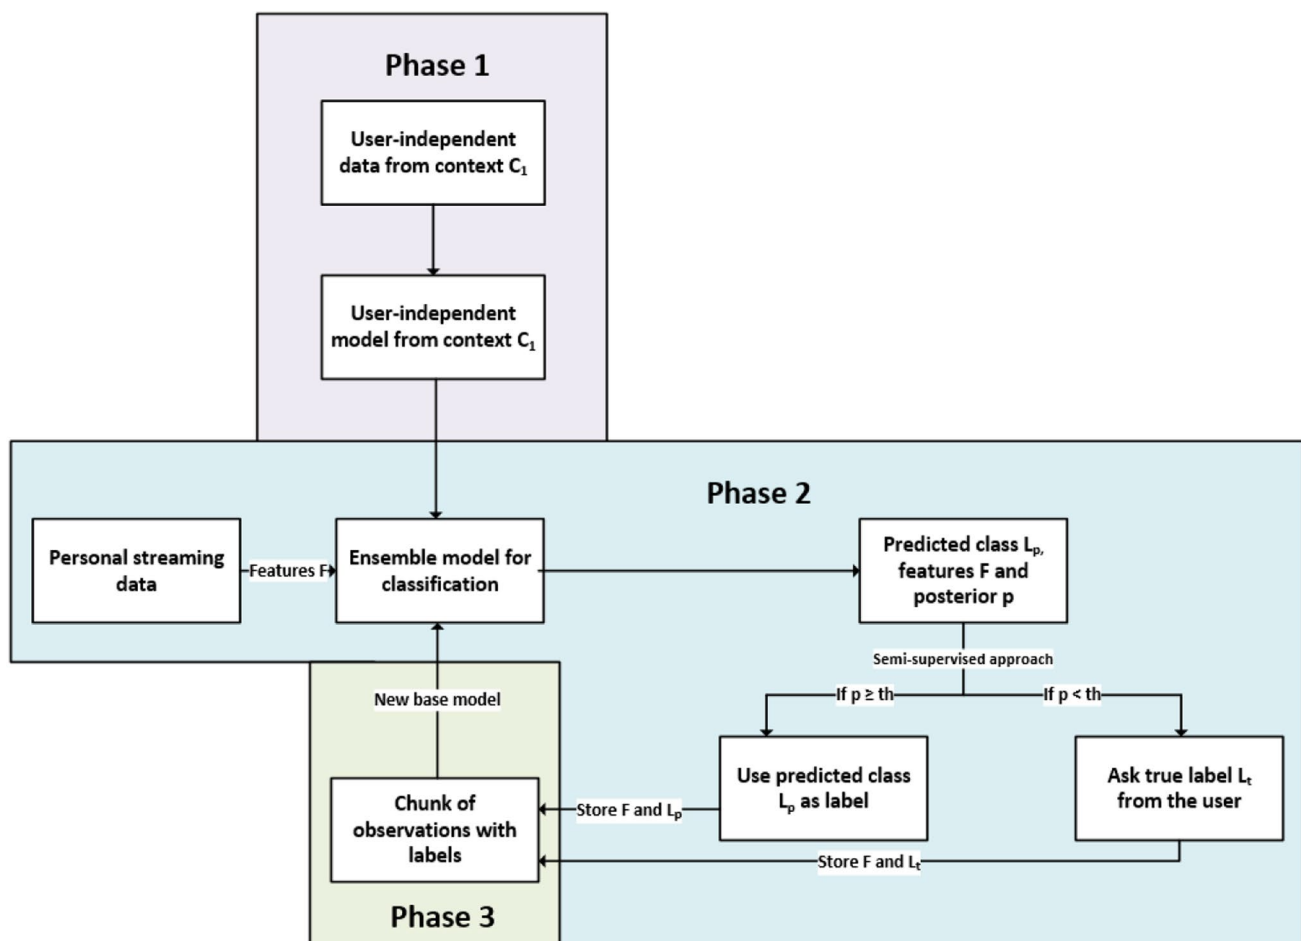 Phase 1
User-independent
data from context C₁
User-independent
model from context C₁
Phase 2
Personal streaming
data
Features F
Ensemble model for
classification
Predicted class Lₚ,
features F and
posterior p
Semi-supervised approach
If p ≥ th
If p < th
New base model
Use predicted class
Lₚ as label
Ask true label Lₜ
from the user
Chunk of
observations with
labels
Store F and Lₚ
Store F and Lₜ
Phase 3